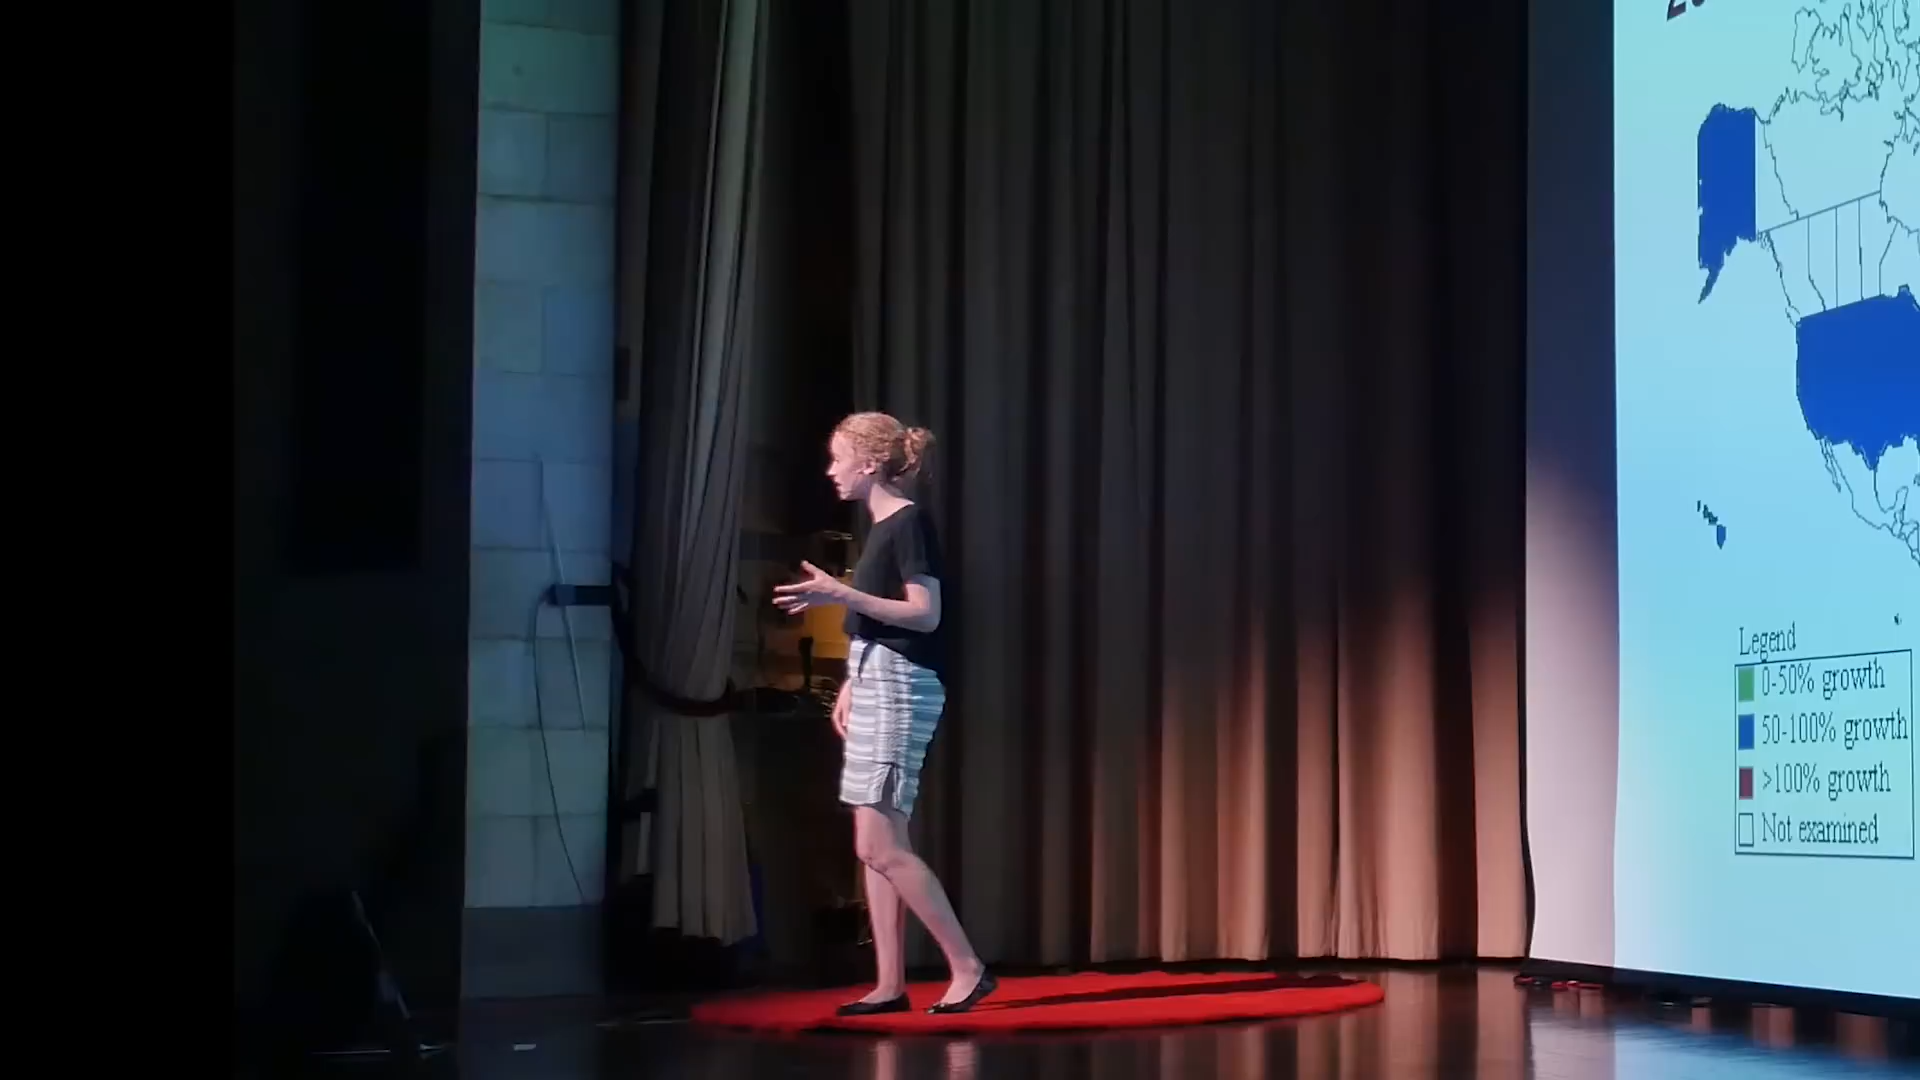 Legend
0-50% growth
50-100% growth
>100% growth
Not examined